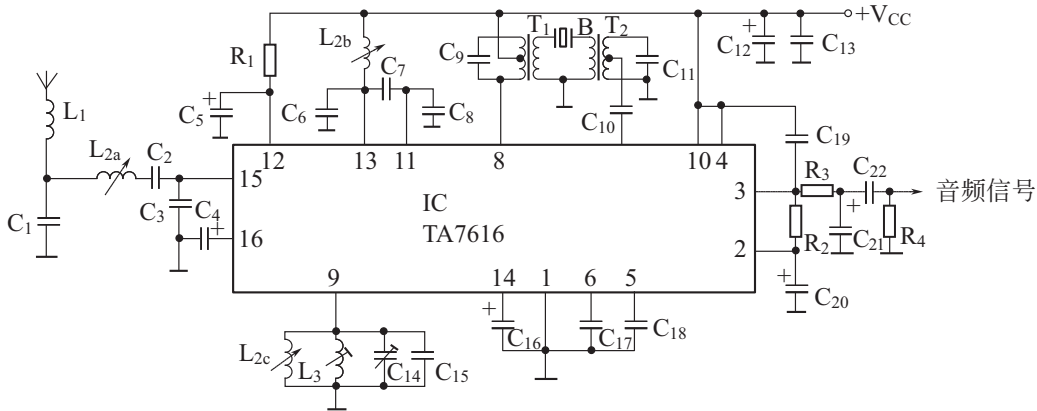 +V_CC
T₁ B T₂
L₂b
C₁₂ C₁₃
R₁
C₉
C₇
C₁₁
C₅
C₆
C₈
C₁₀
L₁
C₁₉
12 13 11 8 10 4
L₂a C₂
15
R₃ C₂₂
3
音频信号
C₃ C₄
IC
C₁
16
TA7616
R₂ C₂₁ R₄
2
9 14 1 6 5
C₂₀
C₁₆ C₁₇ C₁₈
L₂c L₃ C₁₄ C₁₅